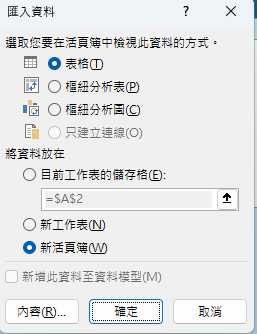 匯入資料
選取您要在活頁簿中檢視此資料的方式。
表格(T)
樞紐分析表(P)
樞紐分析圖(C)
只建立連線(O)
將資料放在
目前工作表的儲存格(E):
=$A$2
新工作表(N)
新活頁簿(W)
新增此資料至資料模型(M)
內容(R)... 確定 取消